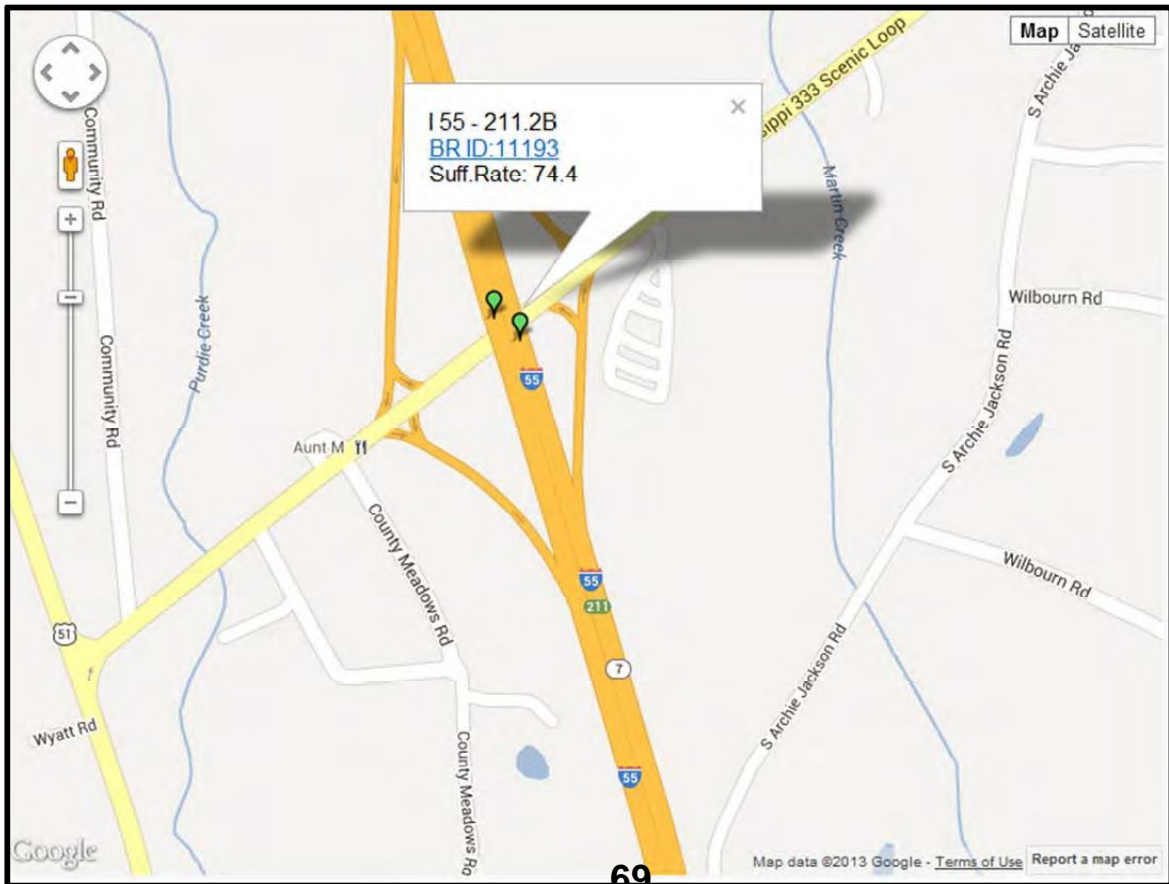 Map
Satellite
I 55 - 211.2B
BR ID:11193
Suff.Rate: 74.4
ippi 333 Scenic Loop
S Archie Ja
Community Rd
Community Rd
Purdie Creek
Martin Creek
Wilbourn Rd
55
S Archie Jackson Rd
Aunt M
County Meadows Rd
Wilbourn Rd
55
211
51
7
S Archie Jackson Rd
Wyatt Rd
County Meadows Rd
55
Google
Map data ©2013 Google - Terms of Use
Report a map error
69